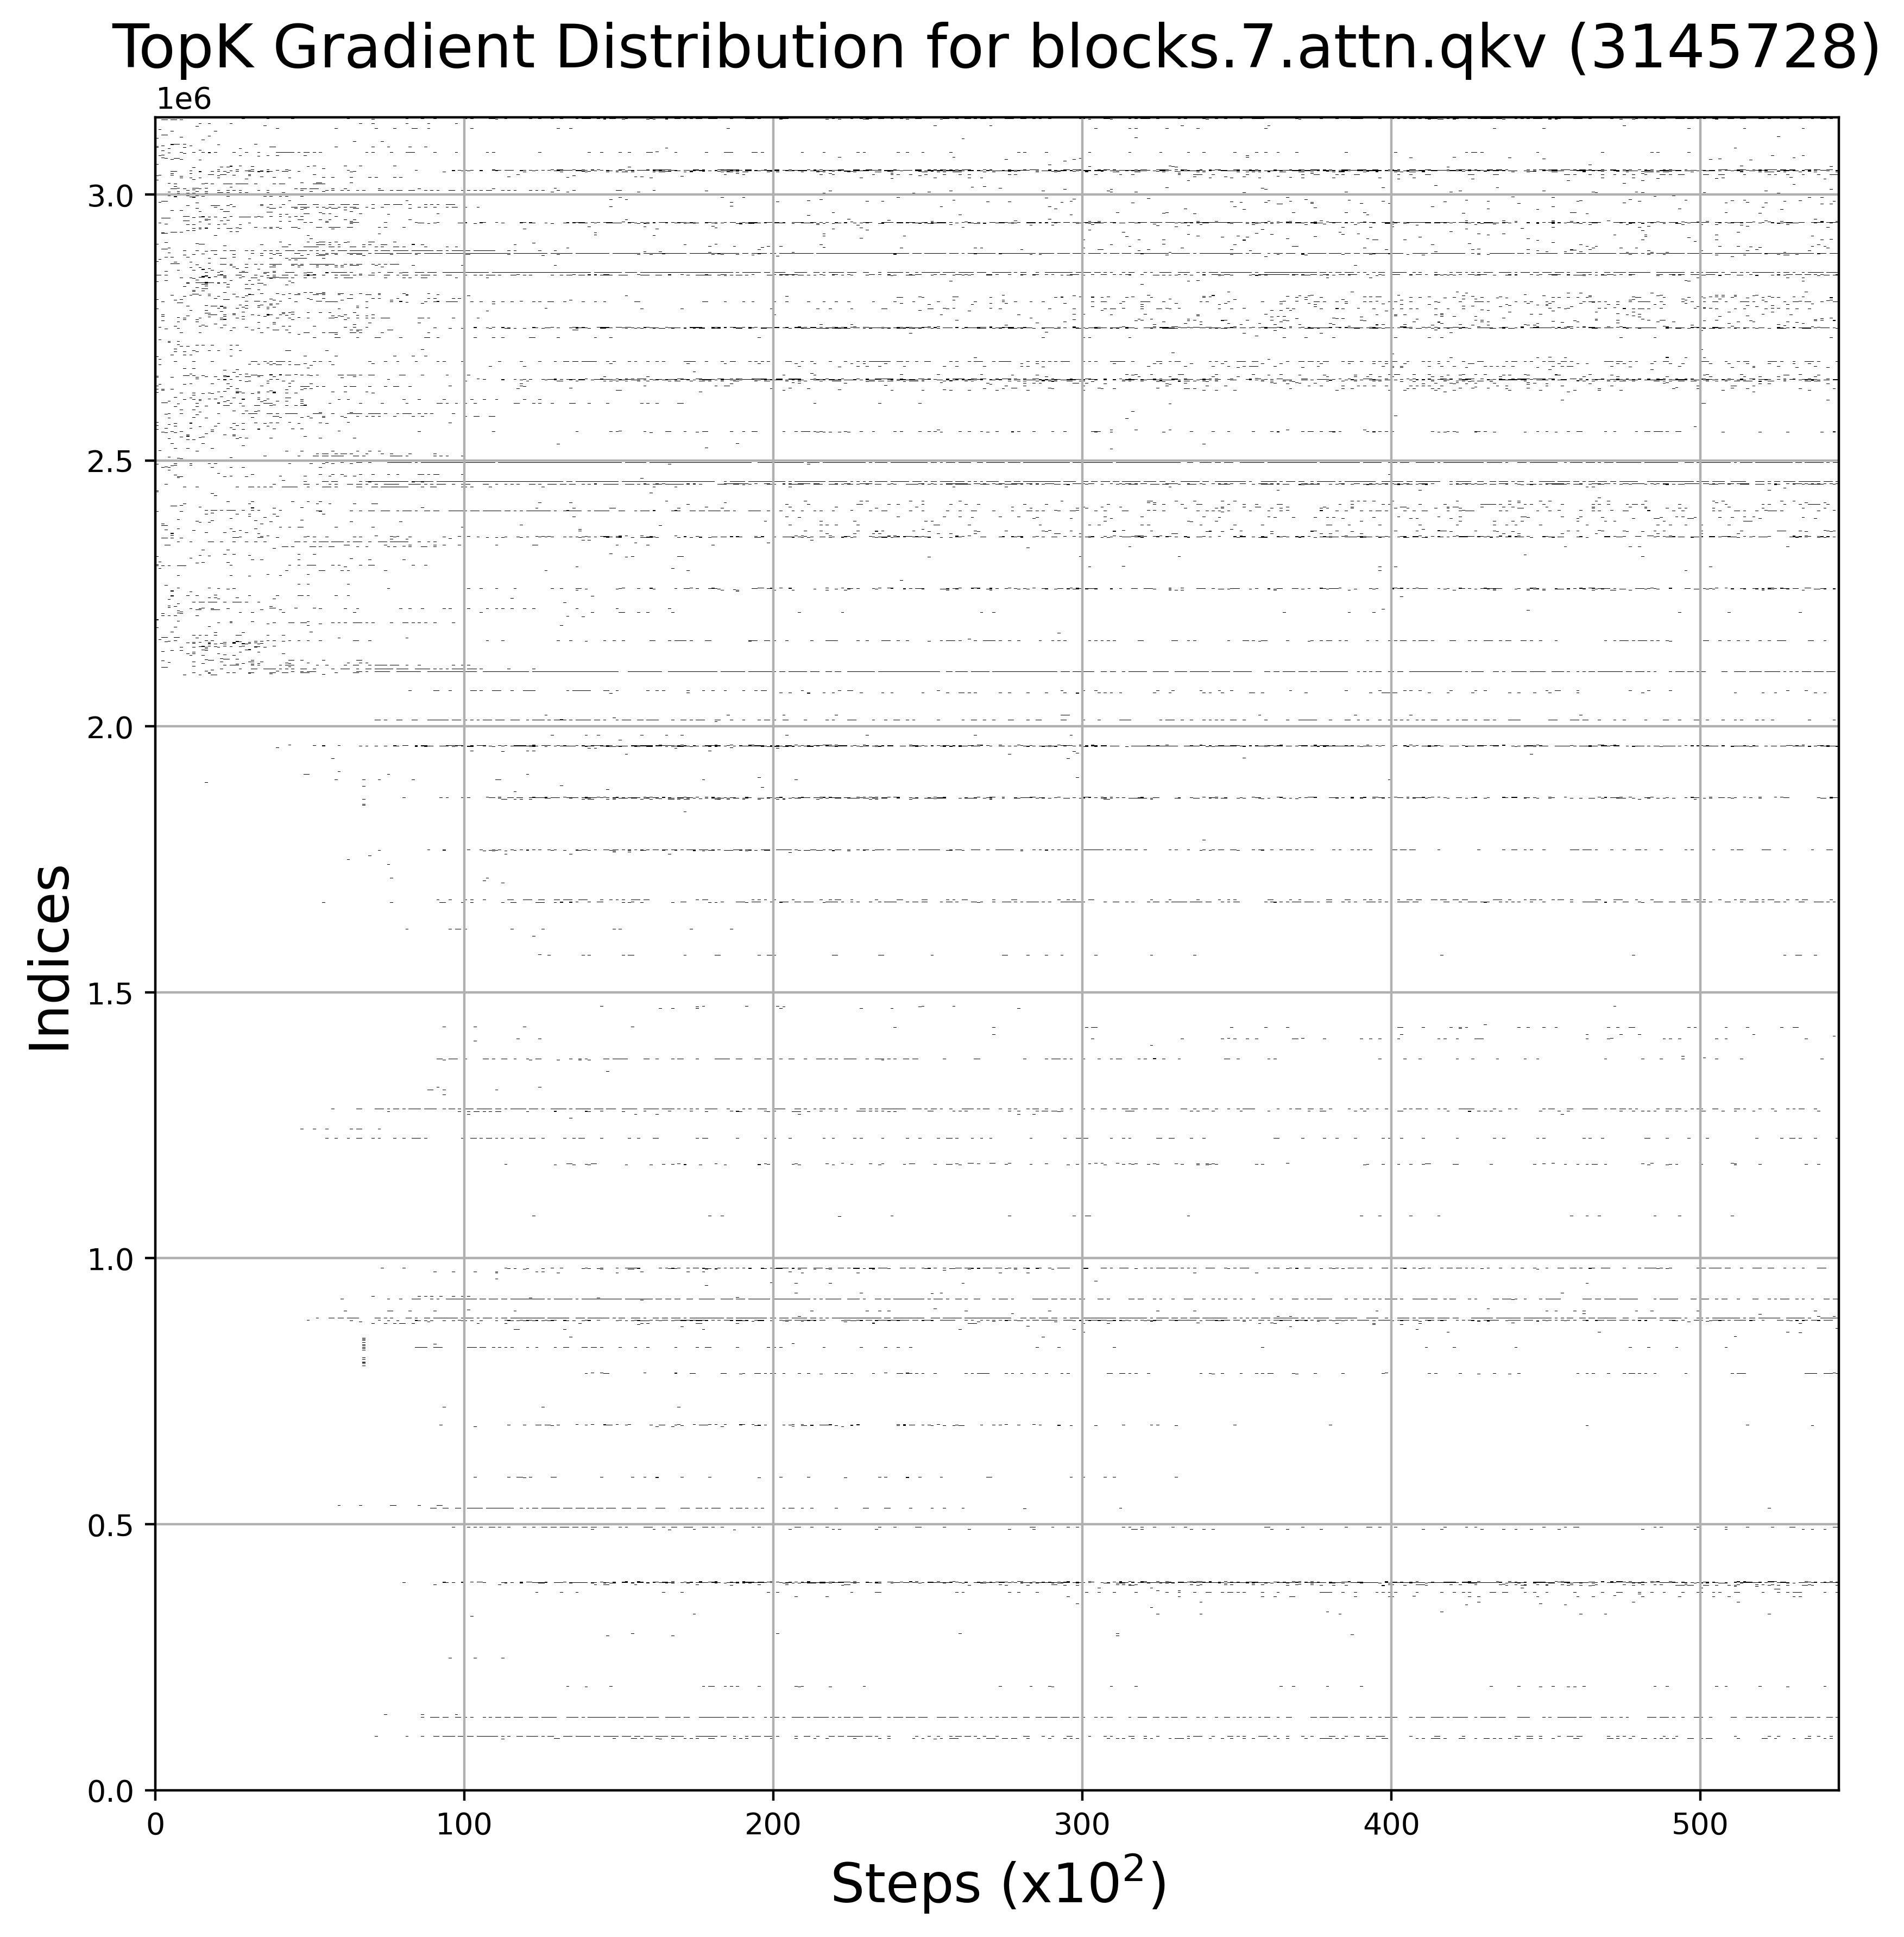 TopK Gradient Distribution for blocks.7.attn.qkv (3145728)
1e6
3.0
2.5
2.0
1.5
1.0
0.5
0.0
Indices
0 100 200 300 400 500
Steps (x10²)